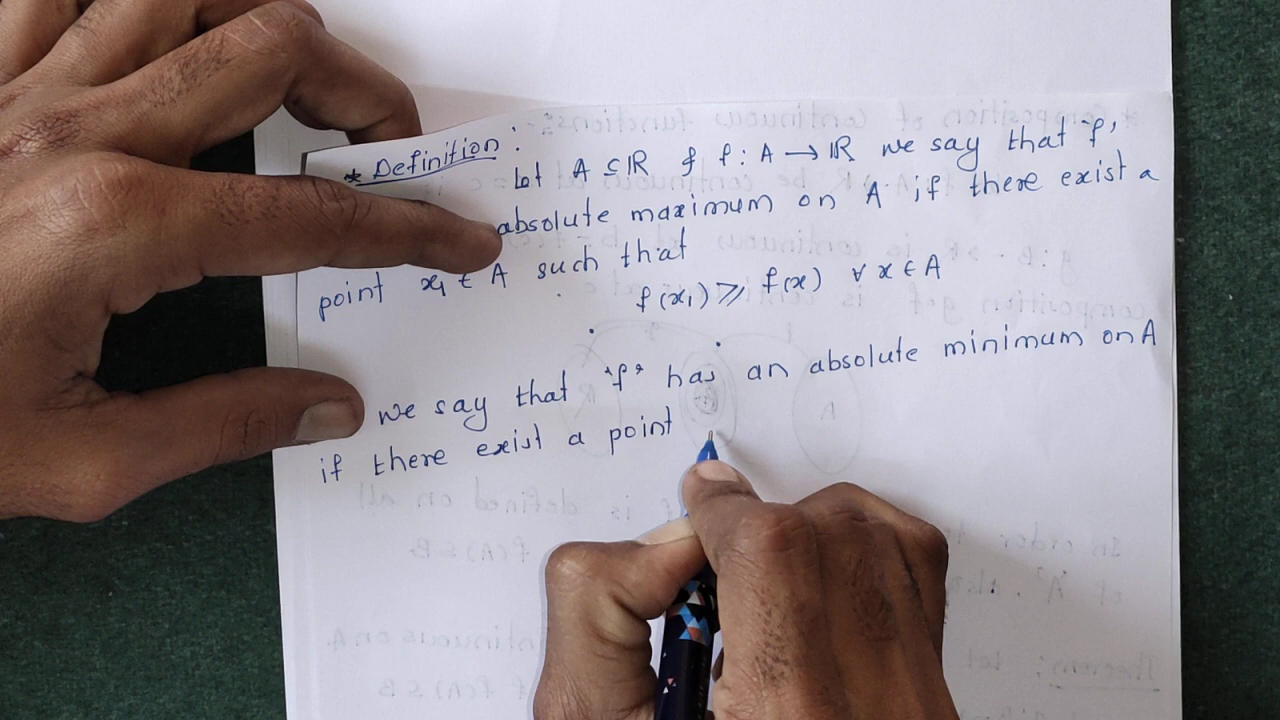 * Definition :
Let A ⊆ ℝ & f : A → ℝ we say that 'f'
absolute maximum on A if there exist a
point x₁ ∈ A such that
f(x₁) ⩾ f(x) ∀ x ∈ A
we say that "f" has an absolute minimum on A
if there exist a point